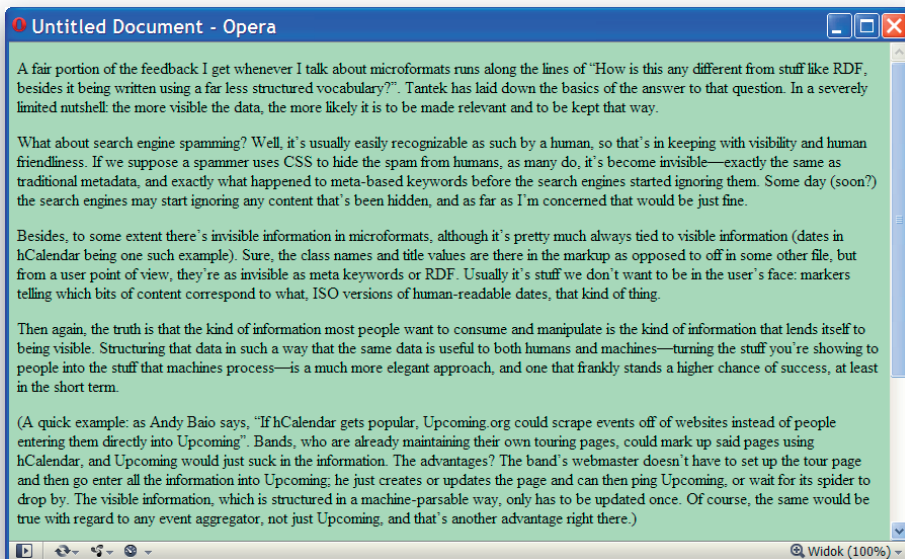 Untitled Document - Opera
A fair portion of the feedback I get whenever I talk about microformats runs along the lines of “How is this any different from stuff like RDF,
besides it being written using a far less structured vocabulary?”. Tantek has laid down the basics of the answer to that question. In a severely
limited nutshell: the more visible the data, the more likely it is to be made relevant and to be kept that way.
What about search engine spamming? Well, it’s usually easily recognizable as such by a human, so that’s in keeping with visibility and human
friendliness. If we suppose a spammer uses CSS to hide the spam from humans, as many do, it’s become invisible—exactly the same as
traditional metadata, and exactly what happened to meta-based keywords before the search engines started ignoring them. Some day (soon?)
the search engines may start ignoring any content that’s been hidden, and as far as I’m concerned that would be just fine.
Besides, to some extent there’s invisible information in microformats, although it’s pretty much always tied to visible information (dates in
hCalendar being one such example). Sure, the class names and title values are there in the markup as opposed to off in some other file, but
from a user point of view, they’re as invisible as meta keywords or RDF. Usually it’s stuff we don’t want to be in the user’s face: markers
telling which bits of content correspond to what, ISO versions of human-readable dates, that kind of thing.
Then again, the truth is that the kind of information most people want to consume and manipulate is the kind of information that lends itself to
being visible. Structuring that data in such a way that the same data is useful to both humans and machines—turning the stuff you’re showing to
people into the stuff that machines process—is a much more elegant approach, and one that frankly stands a higher chance of success, at least
in the short term.
(A quick example: as Andy Baio says, “If hCalendar gets popular, Upcoming.org could scrape events off of websites instead of people
entering them directly into Upcoming”. Bands, who are already maintaining their own touring pages, could mark up said pages using
hCalendar, and Upcoming would just suck in the information. The advantages? The band’s webmaster doesn’t have to set up the tour page
and then go enter all the information into Upcoming; he just creates or updates the page and can then ping Upcoming, or wait for its spider to
drop by. The visible information, which is structured in a machine-parsable way, only has to be updated once. Of course, the same would be
true with regard to any event aggregator, not just Upcoming, and that’s another advantage right there.)
Widok (100%)